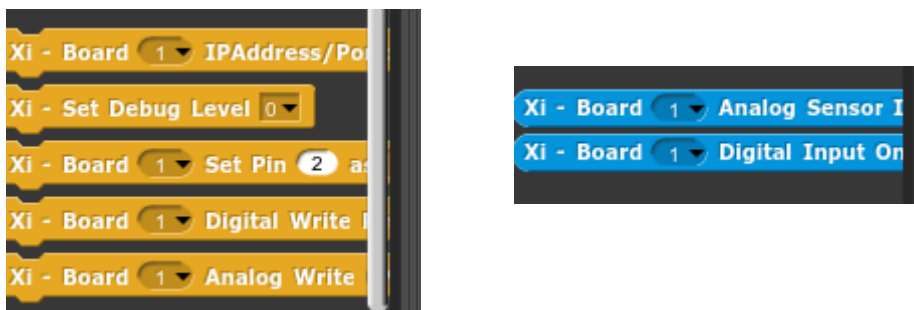 Xi - Board 1 IPAddress/Po
Xi - Set Debug Level 0
Xi - Board 1 Set Pin 2 a
Xi - Board 1 Digital Write
Xi - Board 1 Analog Write
Xi - Board 1 Analog Sensor I
Xi - Board 1 Digital Input On